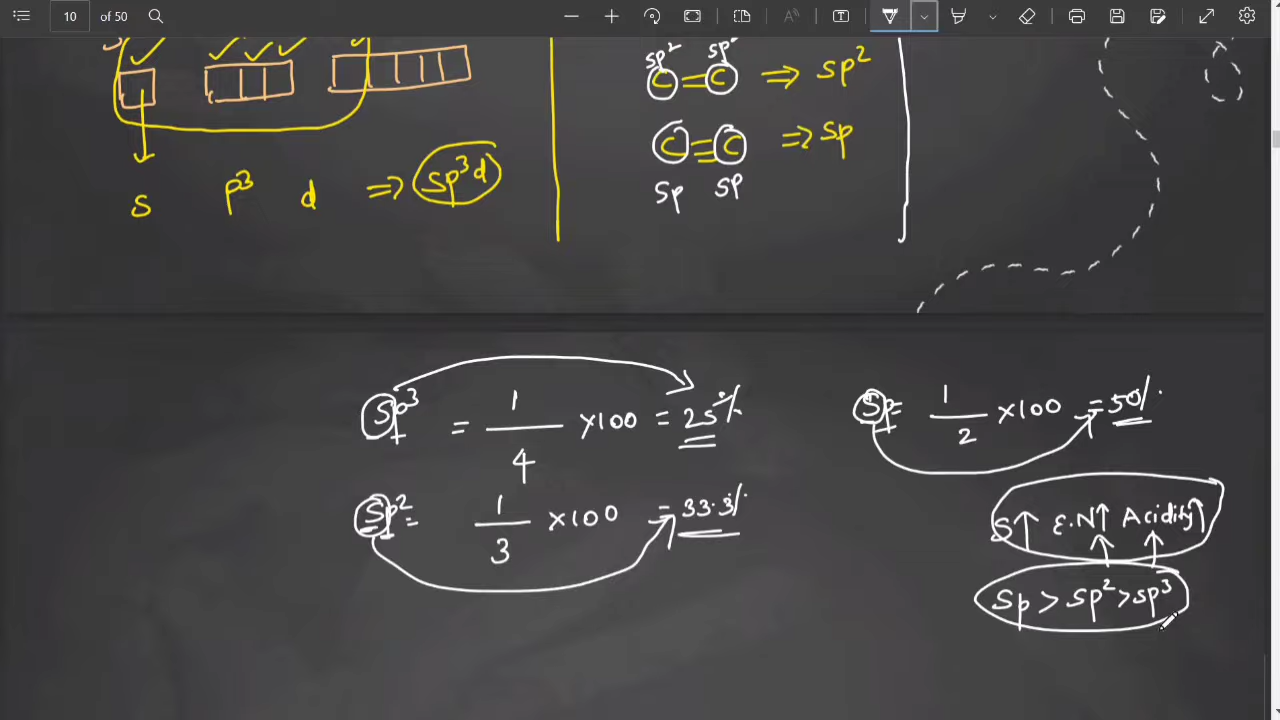 10 of 50
sp² sp²
C = C ⇒ sp²
C ≡ C ⇒ sp
sp sp
s p³ d ⇒ sp³d
sp³ = 1/4 ×100 = 25%
sp = 1/2 ×100 = 50%
sp² = 1/3 ×100 = 33.3%
S↑ E.N↑ Acidity↑
sp > sp² > sp³